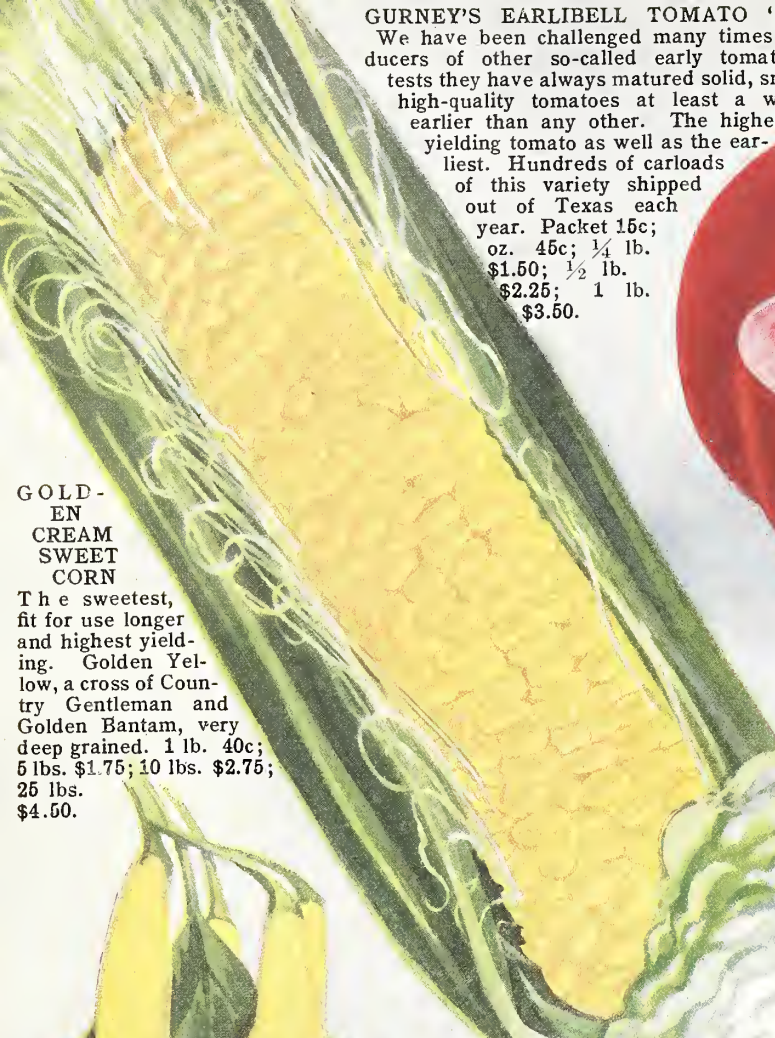 GURNEY'S EARLIBELL TOMATO
We have been challenged many times
ducers of other so-called early
tests they have always matured solid,
high-quality tomatoes at least a
earlier than any other. The
yielding tomato as well as the ear-
liest. Hundreds of carloads
of this variety shipped
out of Texas each
year. Packet 15c;
oz. 45c; ¼ lb.
$1.50; ½ lb.
$2.25; 1 lb.
$3.50.
GOLD-
EN
CREAM
SWEET
CORN
The sweetest,
fit for use longer
and highest yield-
ing. Golden Yel-
low, a cross of Coun-
try Gentleman and
Golden Bantam, very
deep grained. 1 lb. 40c;
5 lbs. $1.75; 10 lbs. $2.75;
25 lbs.
$4.50.